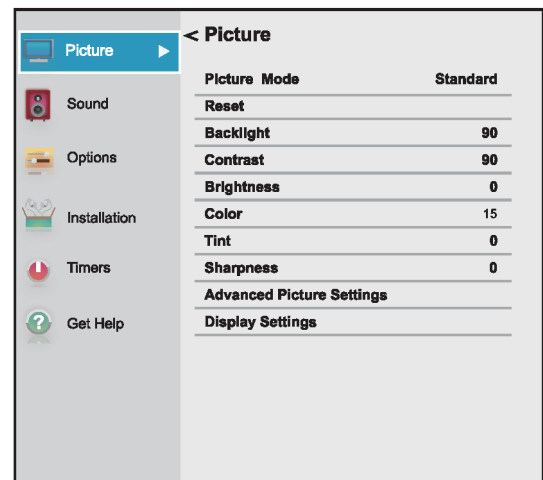 Picture
Sound
Options
Installation
Timers
Get Help
< Picture
Picture Mode Standard
Reset
Backlight 90
Contrast 90
Brightness 0
Color 15
Tint 0
Sharpness 0
Advanced Picture Settings
Display Settings